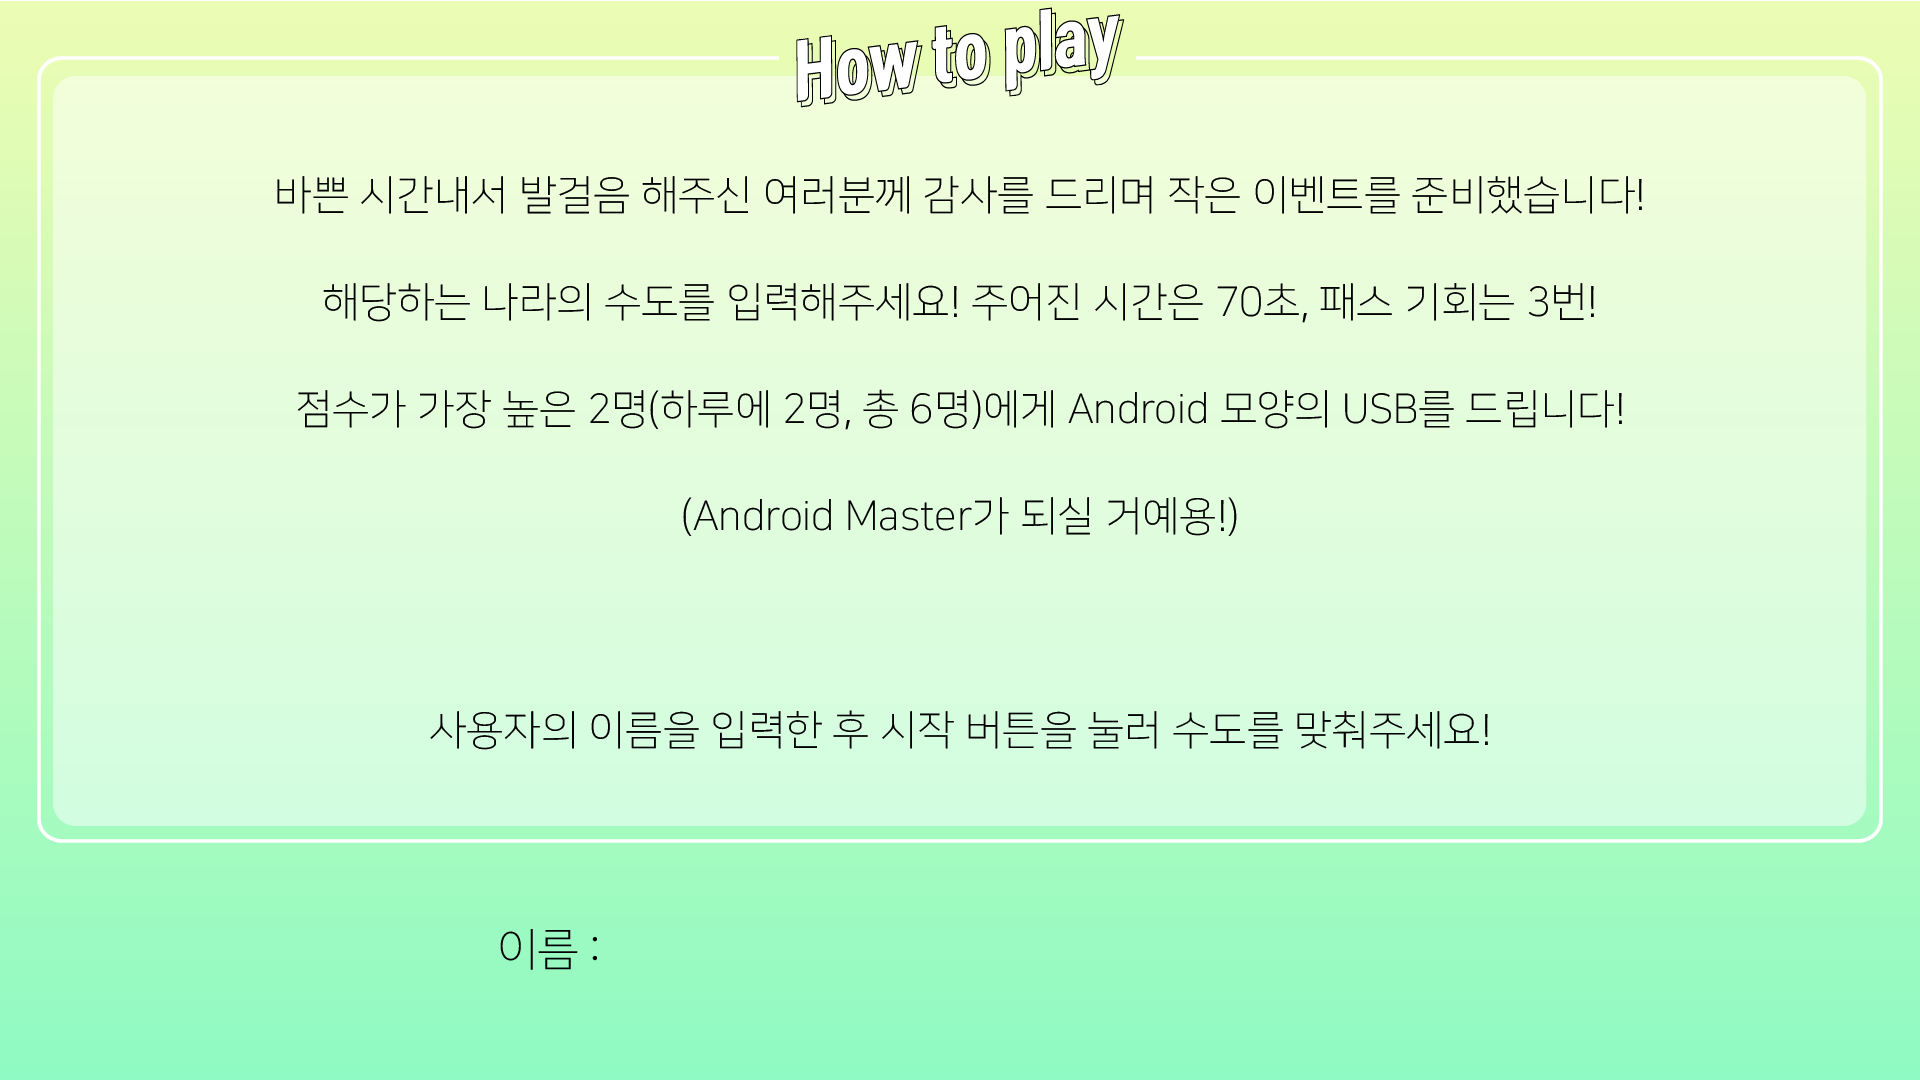 How to play
바쁜 시간내서 발걸음 해주신 여러분께 감사를 드리며 작은 이벤트를 준비했습니다!
해당하는 나라의 수도를 입력해주세요! 주어진 시간은 70초, 패스 기회는 3번!
점수가 가장 높은 2명(하루에 2명, 총 6명)에게 Android 모양의 USB를 드립니다!
(Android Master가 되실 거예용!)
사용자의 이름을 입력한 후 시작 버튼을 눌러 수도를 맞춰주세요!
이름 :